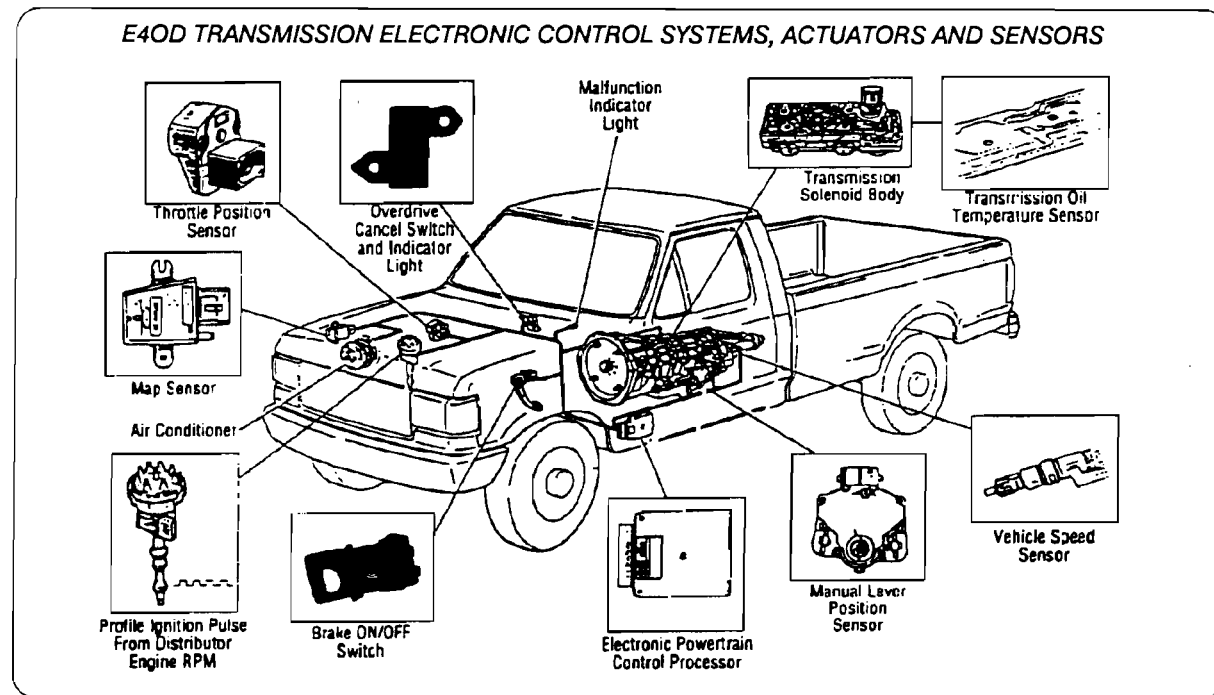 E4OD TRANSMISSION ELECTRONIC CONTROL SYSTEMS, ACTUATORS AND SENSORS
Malfunction
Indicator
Light
Throttle Position
Sensor
Overdrive
Cancel Switch
and Indicator
Light
Transmission
Solenoid Body
Transmission Oil
Temperature Sensor
Map Sensor
Air Conditioner
Profile Ignition Pulse
From Distributor
Engine RPM
Brake ON/OFF
Switch
Electronic Powertrain
Control Processor
Manual Lever
Position
Sensor
Vehicle Speed
Sensor